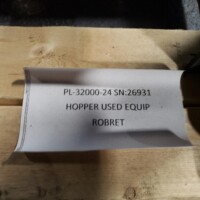 PL-32000-24 SN:26931
HOPPER USED EQUIP
ROBRET